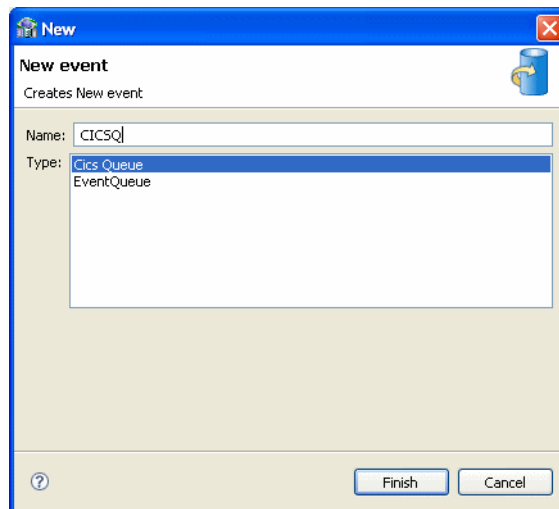 New
New event
Creates New event
Name: CICSQ
Type: Cics Queue
EventQueue
? Finish Cancel